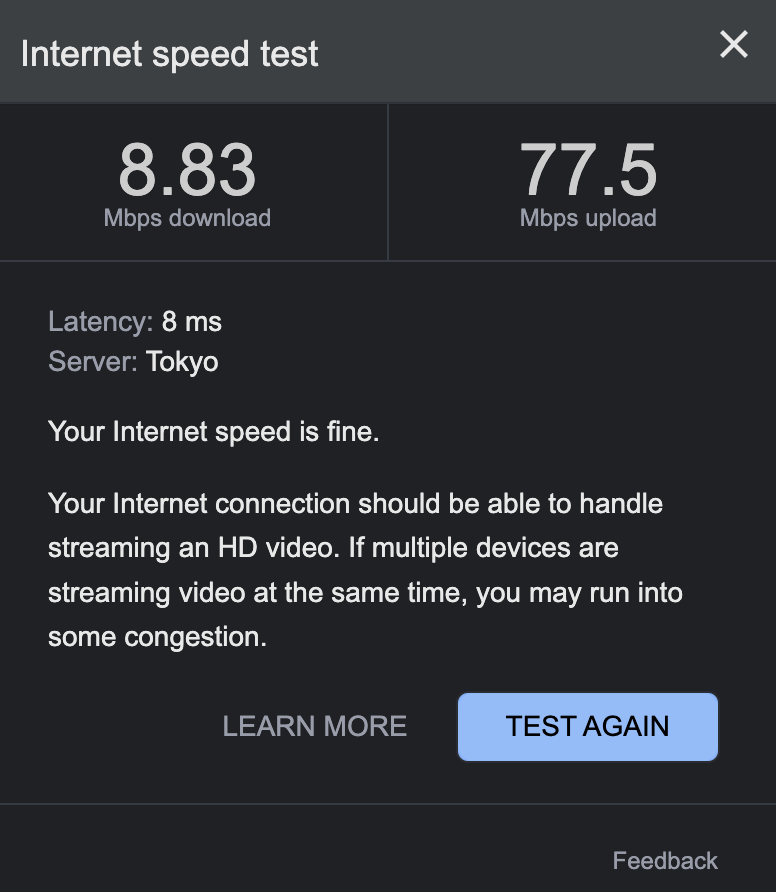 Internet speed test
8.83
Mbps download
77.5
Mbps upload
Latency: 8 ms
Server: Tokyo
Your Internet speed is fine.
Your Internet connection should be able to handle
streaming an HD video. If multiple devices are
streaming video at the same time, you may run into
some congestion.
LEARN MORE
TEST AGAIN
Feedback